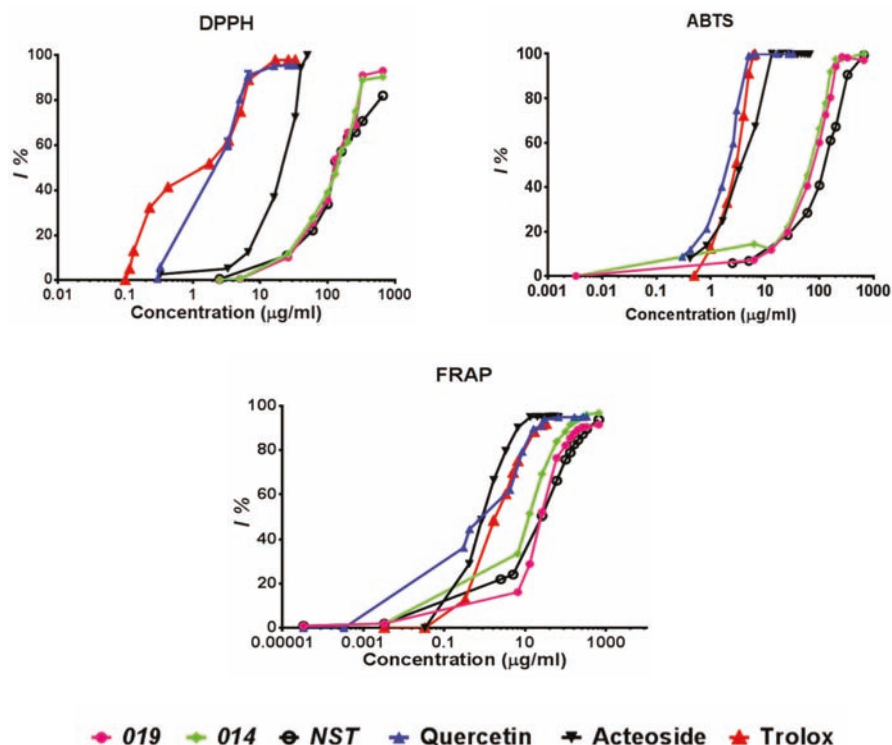 DPPH
I %
100
80
60
40
20
0
0.01 0.1 1 10 100 1000
Concentration (µg/ml)
ABTS
I %
100
80
60
40
20
0
0.001 0.01 0.1 1 10 100 1000
Concentration (µg/ml)
FRAP
I %
100
80
60
40
20
0
0.00001 0.001 0.1 10 1000
Concentration (µg/ml)
019 014 NST Quercetin Acteoside Trolox